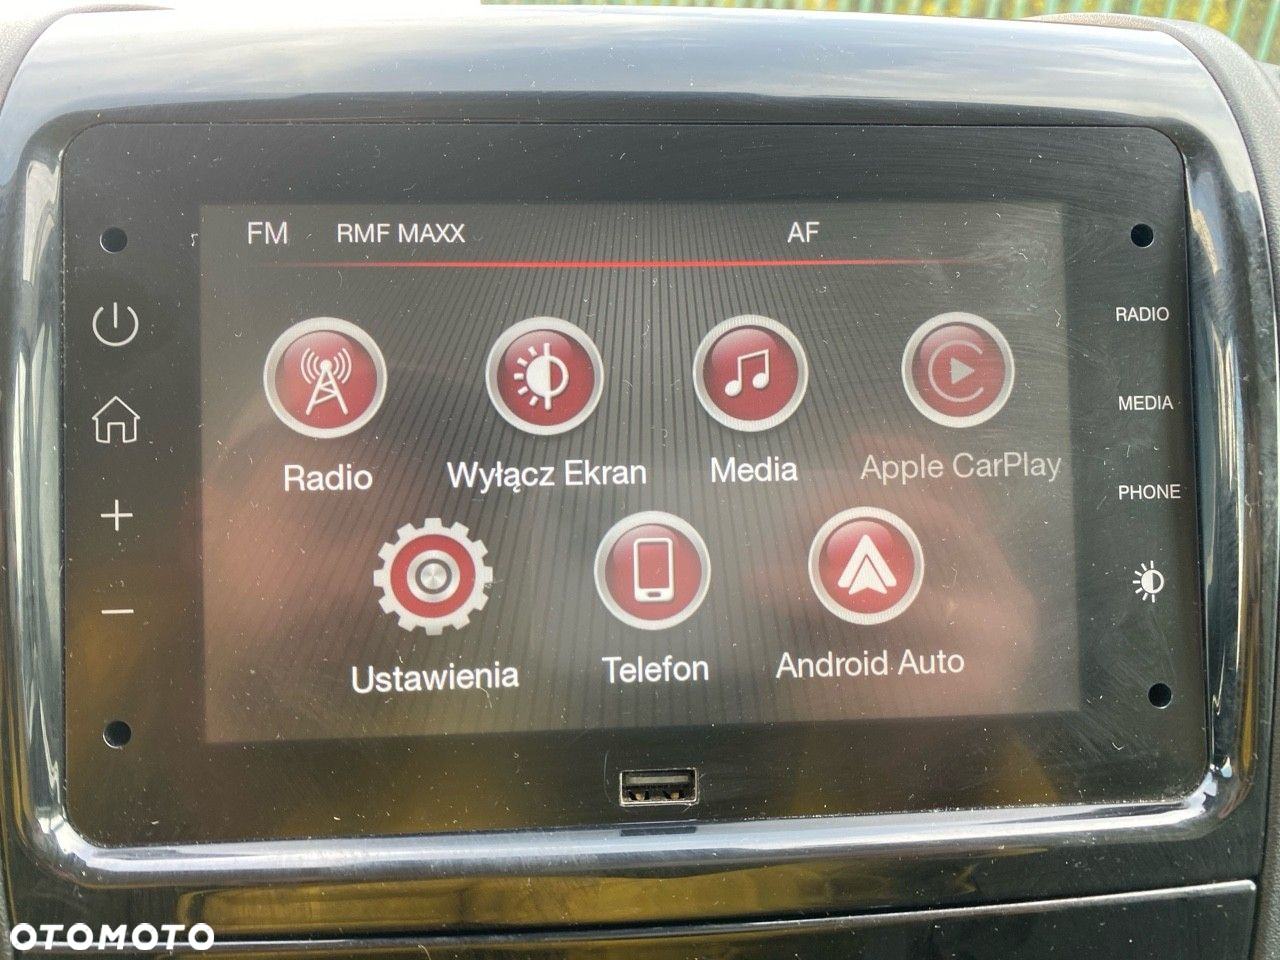 FM RMF MAXX AF
RADIO
MEDIA
PHONE
Radio Wyłącz Ekran Media Apple CarPlay
Ustawienia Telefon Android Auto
OTOMOTO